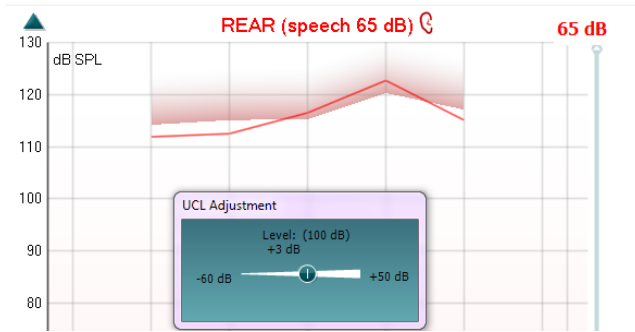 REAR (speech 65 dB)
65 dB
130
dB SPL
120
110
100
90
80
UCL Adjustment
Level: (100 dB)
+3 dB
-60 dB
+50 dB